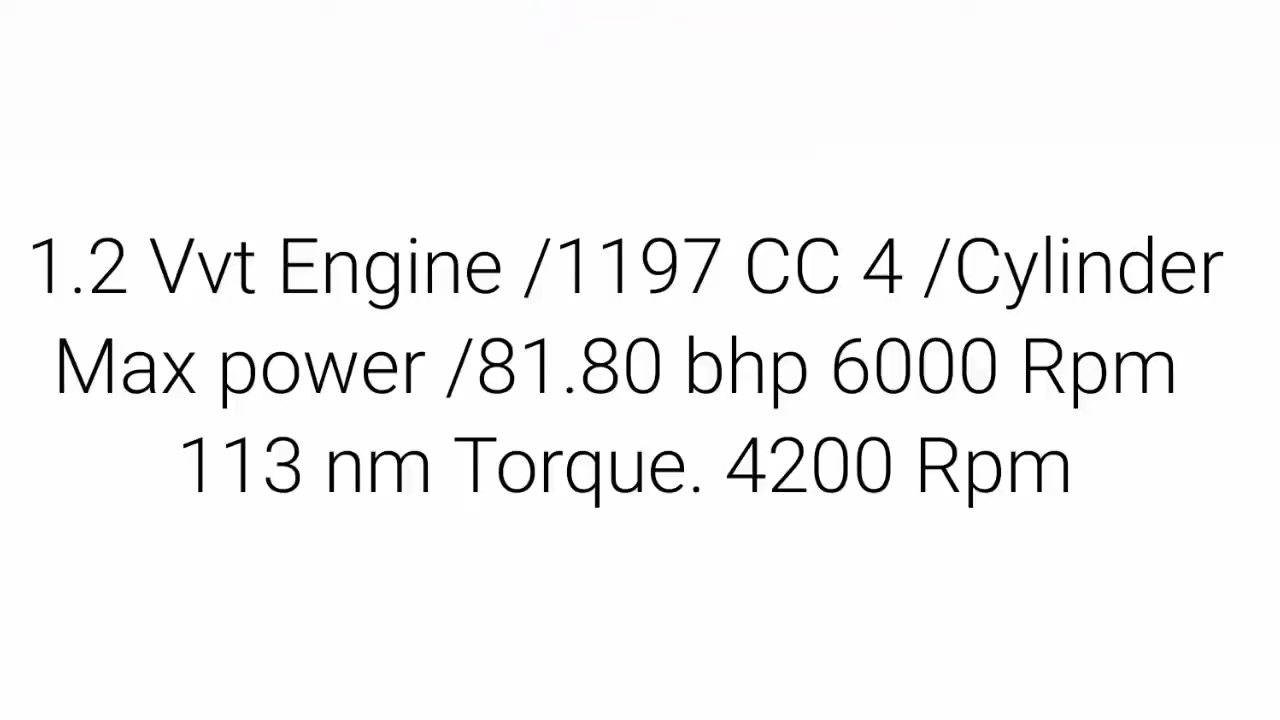 1.2 Vvt Engine /1197 CC 4 /Cylinder
Max power /81.80 bhp 6000 Rpm
113 nm Torque. 4200 Rpm